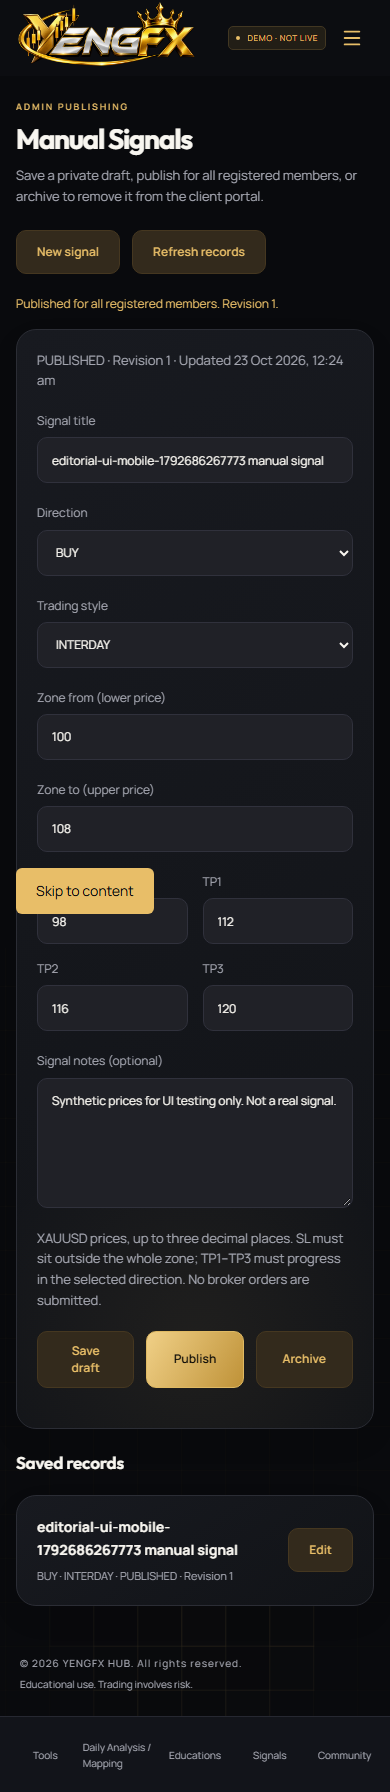 YENGFX
DEMO - NOT LIVE
ADMIN PUBLISHING
Manual Signals
Save a private draft, publish for all registered members, or
archive to remove it from the client portal.
New signal
Refresh records
Published for all registered members. Revision 1.
PUBLISHED · Revision 1 · Updated 23 Oct 2026, 12:24
am
Signal title
editorial-ui-mobile-1792686267773 manual signal
Direction
BUY
Trading style
INTERDAY
Zone from (lower price)
100
Zone to (upper price)
108
Skip to content
TP1
98
112
TP2
TP3
116
120
Signal notes (optional)
Synthetic prices for UI testing only. Not a real signal.
XAUUSD prices, up to three decimal places. SL must
sit outside the whole zone; TP1–TP3 must progress
in the selected direction. No broker orders are
submitted.
Save
draft
Publish
Archive
Saved records
editorial-ui-mobile-
1792686267773 manual signal
Edit
BUY · INTERDAY · PUBLISHED · Revision 1
© 2026 YENGFX HUB. All rights reserved.
Educational use. Trading involves risk.
Tools
Daily Analysis /
Mapping
Educations
Signals
Community